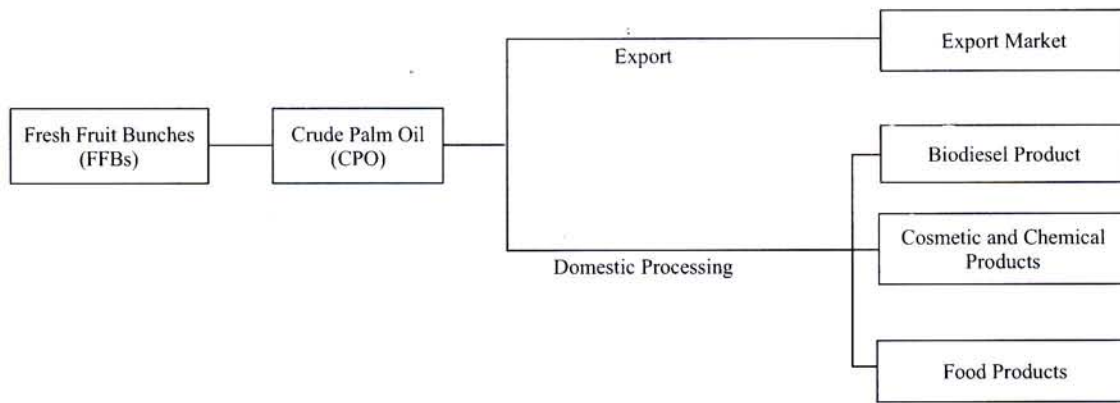 Export Market
Export
Fresh Fruit Bunches
(FFBs)
Crude Palm Oil
(CPO)
Biodiesel Product
Cosmetic and Chemical
Products
Domestic Processing
Food Products